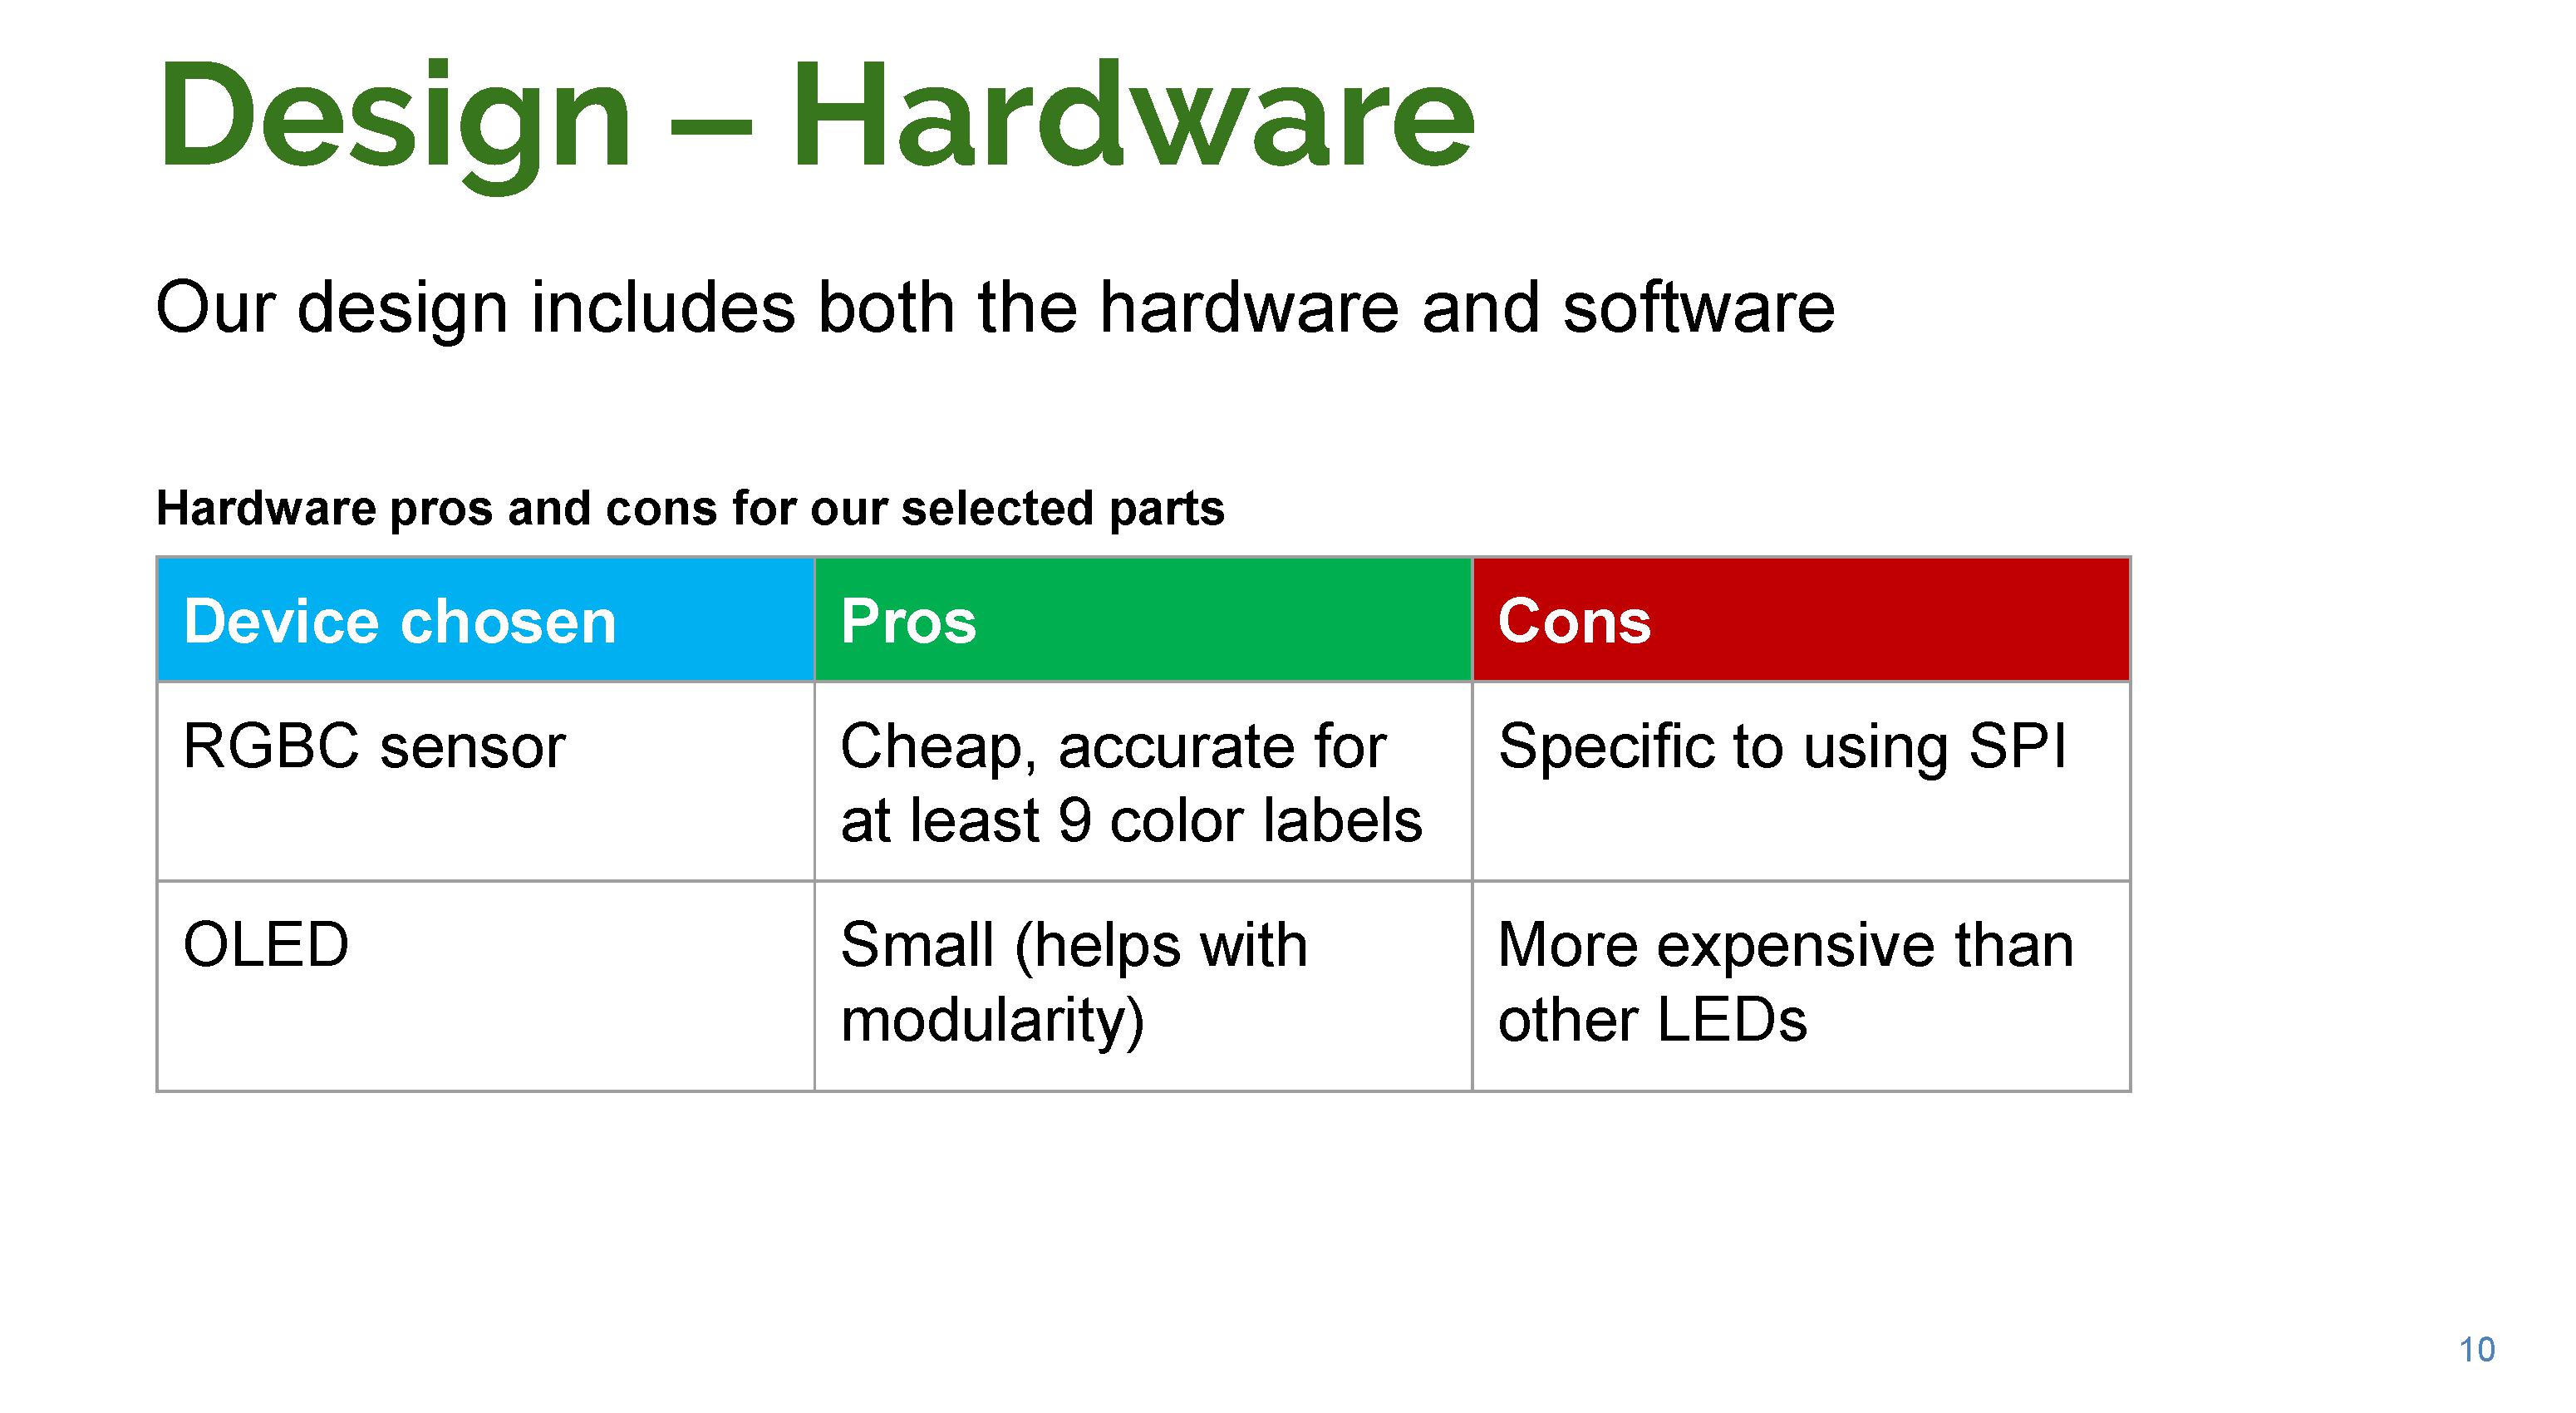 Design – Hardware
Our design includes both the hardware and software
Hardware pros and cons for our selected parts
Device chosen
Pros
Cons
RGBC sensor
Cheap, accurate for
at least 9 color labels
Specific to using SPI
OLED
Small (helps with
modularity)
More expensive than
other LEDs
10